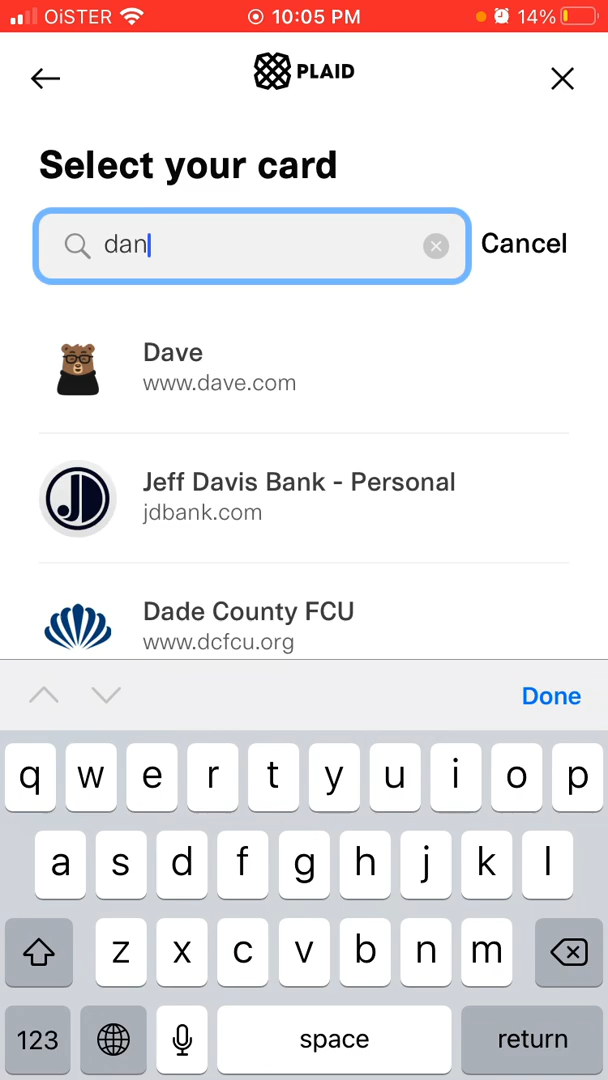 OiSTER 10:05 PM 14%
PLAID
Select your card
dan Cancel
Dave
www.dave.com
JD
Jeff Davis Bank - Personal
jdbank.com
Dade County FCU
www.dcfcu.org
Done
q w e r t y u i o p
a s d f g h j k l
z x c v b n m
123 space return